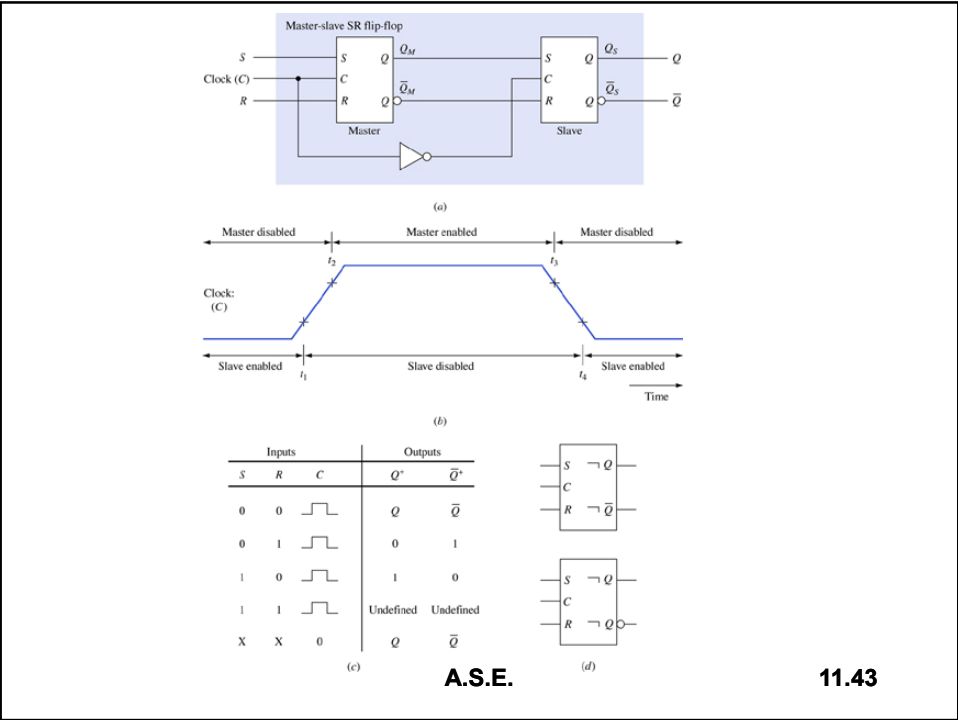 Master-slave SR flip-flop
S S Q Q_M S Q Q_S Q
Clock (C) C C
R R Q Q̅_M R Q Q̅_S Q̅
Master Slave
(a)
Master disabled Master enabled Master disabled
t₂ t₃
Clock:
(C)
Slave enabled t₁ Slave disabled t₄ Slave enabled
Time
(b)
Inputs Outputs
S R C Q⁺ Q̅⁺
0 0 Q Q̅
0 1 0 1
1 0 1 0
1 1 Undefined Undefined
X X 0 Q Q̅
(c)
S ¬ Q
C
R ¬ Q̅
S ¬ Q
C
R ¬ Q
(d)
A.S.E. 11.43